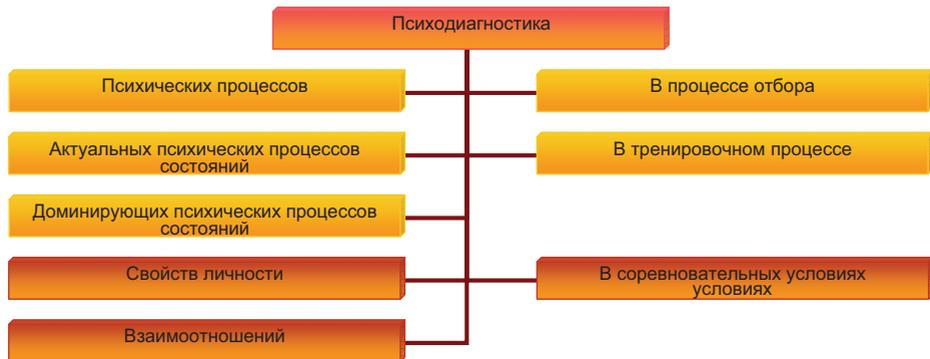 Психодиагностика
Психических процессов
В процессе отбора
Актуальных психических процессов
состояний
В тренировочном процессе
Доминирующих психических процессов
состояний
Свойств личности
В соревновательных условиях
условиях
Взаимоотношений